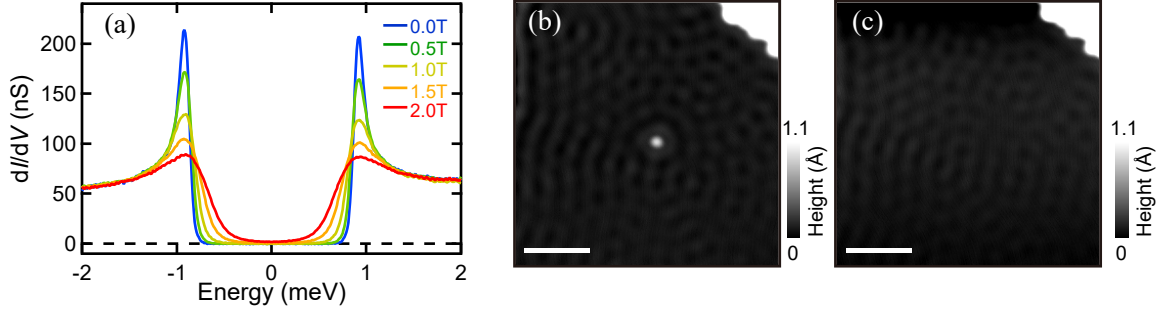 (a)
200
150
100
50
0
dI/dV (nS)
-2
-1
0
1
2
Energy (meV)
0.0T
0.5T
1.0T
1.5T
2.0T
(b)
1.1
Height (Å)
0
(c)
1.1
Height (Å)
0